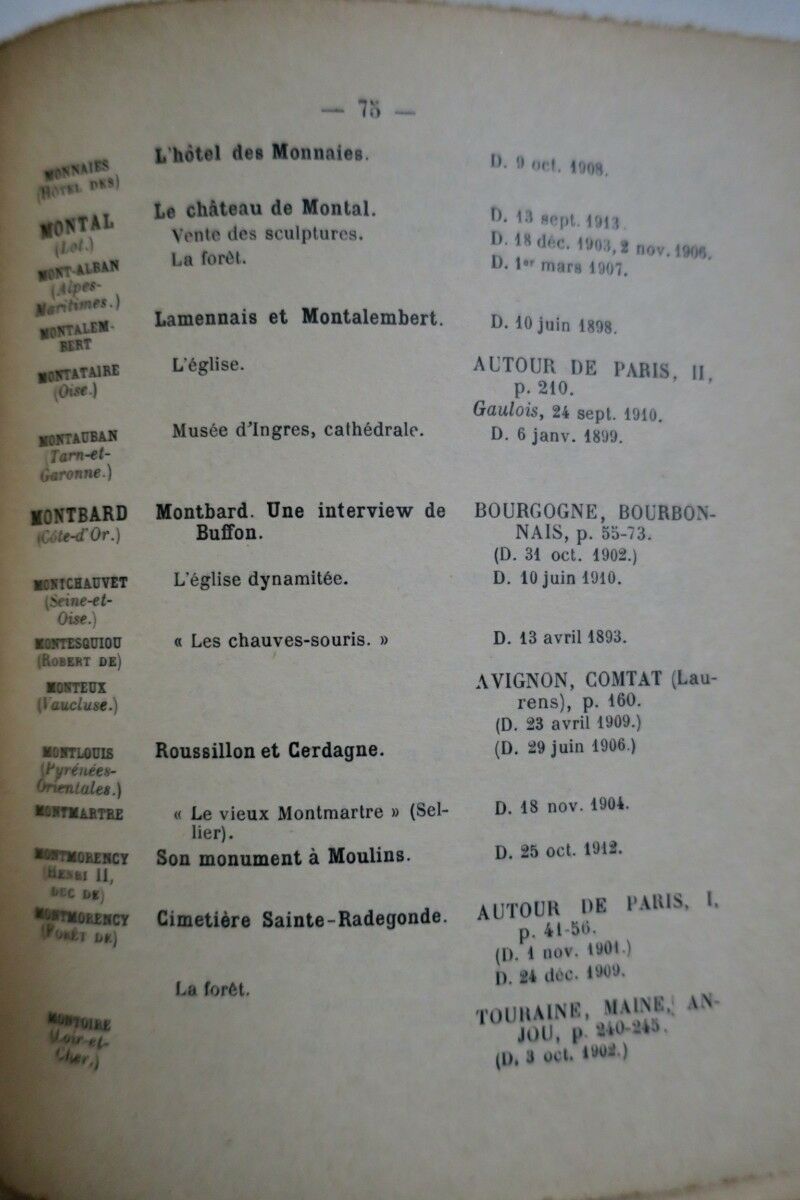 — 75 —
MONNAIES L'hôtel des Monnaies. D. 9 oct. 1908.
(HÔTEL DES)
MONTAL Le château de Montal. D. 13 sept. 1913
(Lot.) Vente des sculptures. D. 18 déc. 1903, 2 nov. 1906.
MONT-ALBAN La forêt. D. 1er mars 1907.
(Alpes-
Maritimes.)
MONTALEM- Lamennais et Montalembert. D. 10 juin 1898.
BERT
MONTATAIRE L'église. AUTOUR DE PARIS, II,
(Oise.) p. 210.
Gaulois, 24 sept. 1910.
MONTAUBAN Musée d'Ingres, cathédrale. D. 6 janv. 1899.
(Tarn-et-
Garonne.)
MONTBARD Montbard. Une interview de BOURGOGNE, BOURBON-
(Côte-d'Or.) Buffon. NAIS, p. 55-73.
(D. 31 oct. 1902.)
MONTCHAUVET L'église dynamitée. D. 10 juin 1910.
(Seine-et-
Oise.)
MONTESQUIOU « Les chauves-souris. » D. 13 avril 1893.
(ROBERT DE)
MONTEUX AVIGNON, COMTAT (Lau-
(Vaucluse.) rens), p. 160.
(D. 23 avril 1909.)
MONTLOUIS Roussillon et Cerdagne. (D. 29 juin 1906.)
(Pyrénées-
Orientales.)
MONTMARTRE « Le vieux Montmartre » (Sel- D. 18 nov. 1904.
lier).
MONTMORENCY Son monument à Moulins. D. 25 oct. 1912.
(HENRI II,
DUC DE)
MONTMORENCY Cimetière Sainte-Radegonde. AUTOUR DE PARIS, I,
(FORÊT DE) p. 41-56.
(D. 1 nov. 1901.)
La forêt. D. 24 déc. 1909.
MONTOIRE TOURAINE, MAINE, AN-
(Loir-et- JOU, p. 240-245.
Cher.) (D. 3 oct. 1902.)